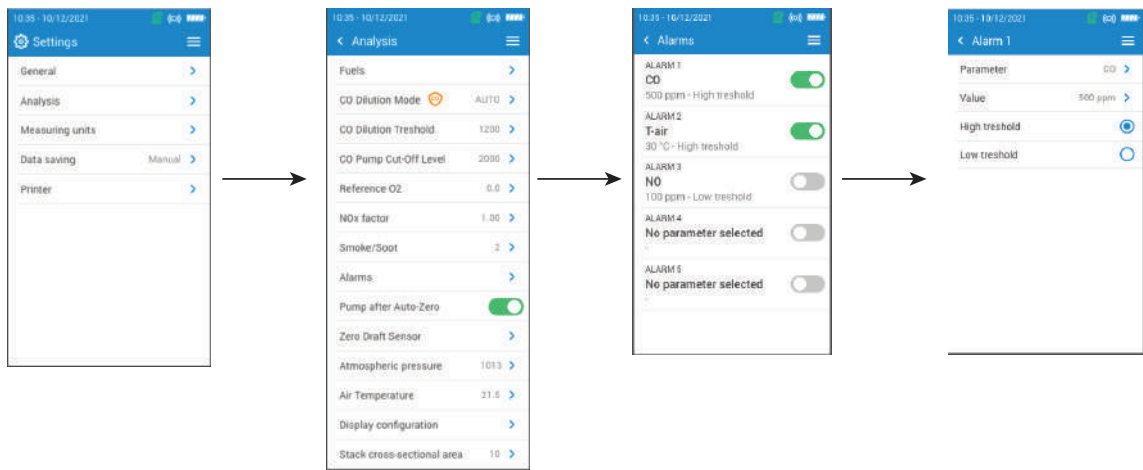 10:35 - 10/12/2021
Settings
General
Analysis
Measuring units
Data saving Manual
Printer
10:35 - 10/12/2021
Analysis
Fuels
CO Dilution Mode AUTO
CO Dilution Treshold 1200
CO Pump Cut-Off Level 2000
Reference O2 0.0
NOx factor 1.00
Smoke/Soot 2
Alarms
Pump after Auto-Zero
Zero Draft Sensor
Atmospheric pressure 1013
Air Temperature 21.5
Display configuration
Stack cross-sectional area 10
10:35 - 10/12/2021
Alarms
ALARM 1
CO
500 ppm - High treshold
ALARM 2
T-air
30 °C - High treshold
ALARM 3
NO
100 ppm - Low treshold
ALARM 4
No parameter selected
-
ALARM 5
No parameter selected
-
10:35 - 10/12/2021
Alarm 1
Parameter CO
Value 500 ppm
High treshold
Low treshold